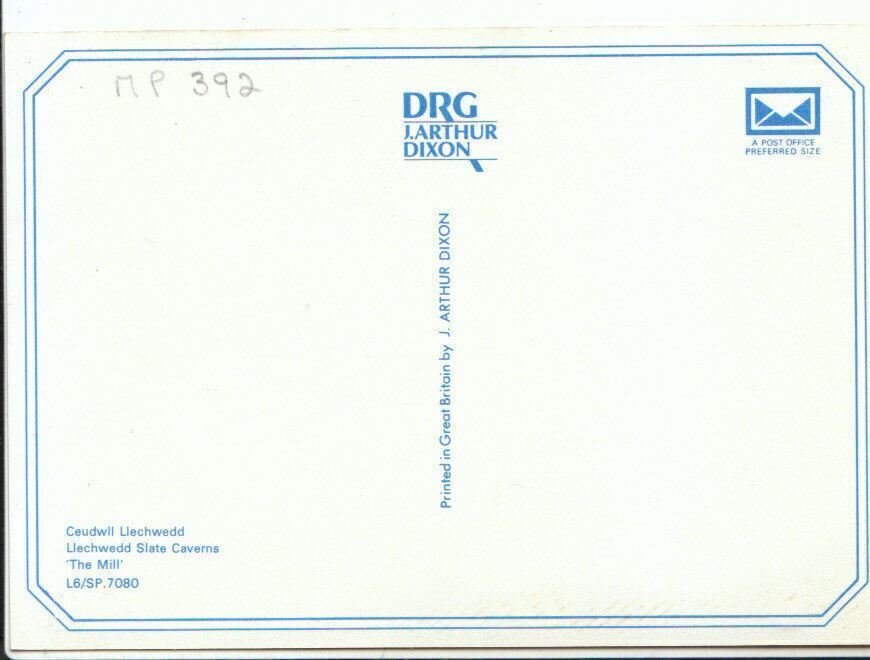 MP 392
DRG
J.ARTHUR
DIXON
A POST OFFICE
PREFERRED SIZE
Printed in Great Britain by J. ARTHUR DIXON
Ceudwll Llechwedd
Llechwedd Slate Caverns
'The Mill'
L6/SP.7080